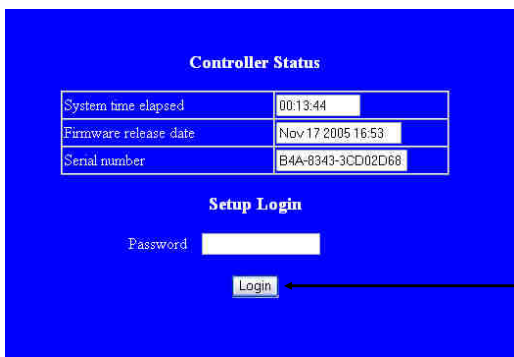 Controller Status
System time elapsed 00:13:44
Firmware release date Nov 17 2005 16:53
Serial number B4A-8343-3CD02D68
Setup Login
Password
Login